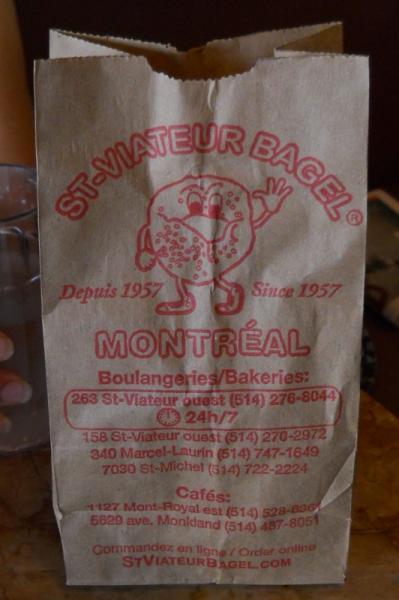 ST-VIATEUR BAGEL®
Depuis 1957 Since 1957
MONTRÉAL
Boulangeries/Bakeries:
263 St-Viateur ouest (514) 276-8044
24h/7
158 St-Viateur ouest (514) 270-2972
340 Marcel-Laurin (514) 747-1649
7030 St-Michel (514) 722-2224
Cafés:
1127 Mont-Royal est (514)
5629 ave. Monkland (514) 487-8051
Commandez en ligne / Order online
STVIATEURBAGEL.COM